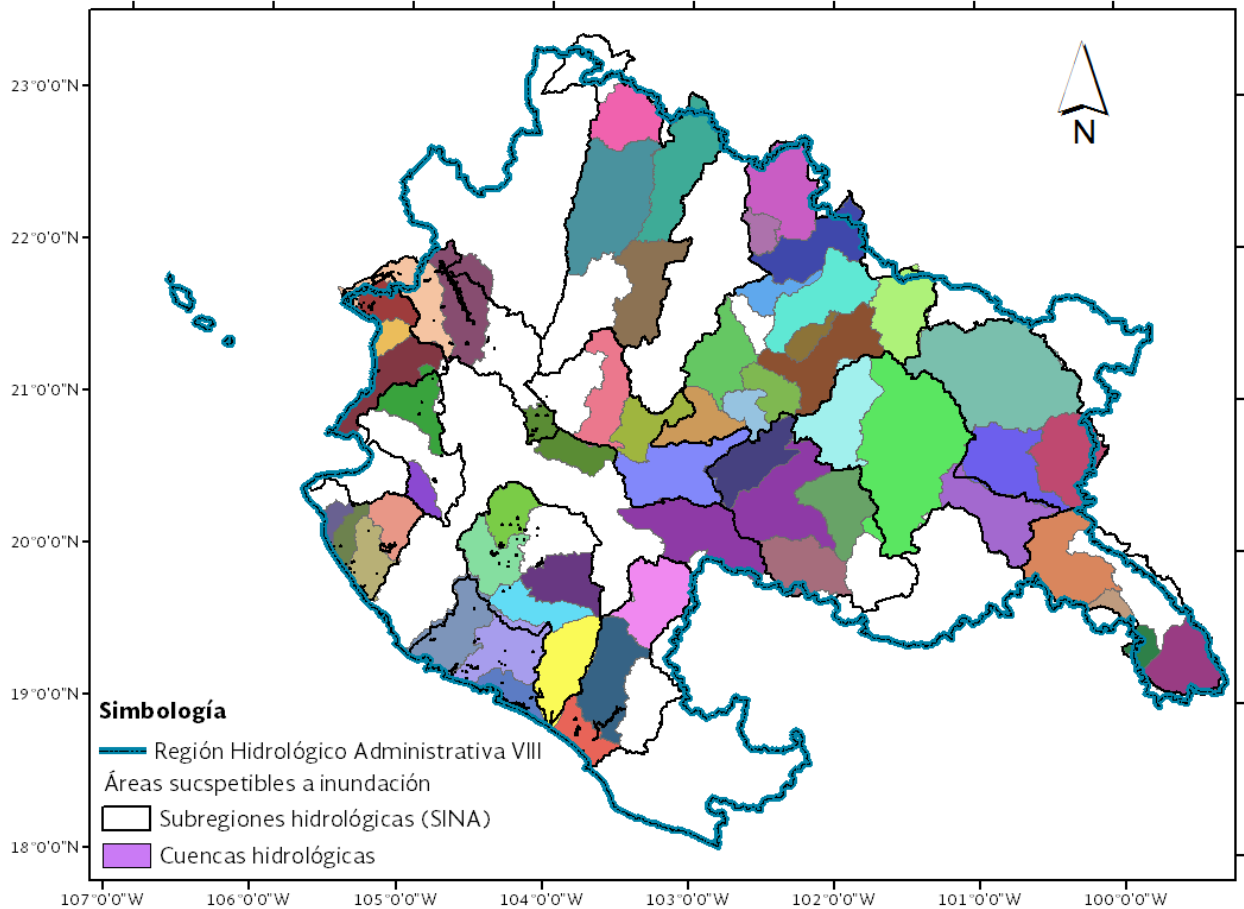 23°0'0"N
22°0'0"N
21°0'0"N
20°0'0"N
19°0'0"N
18°0'0"N
N
Simbología
Región Hidrológico Administrativa VIII
Áreas sucspetibles a inundación
Subregiones hidrológicas (SINA)
Cuencas hidrológicas
107°0'0"W 106°0'0"W 105°0'0"W 104°0'0"W 103°0'0"W 102°0'0"W 101°0'0"W 100°0'0"W